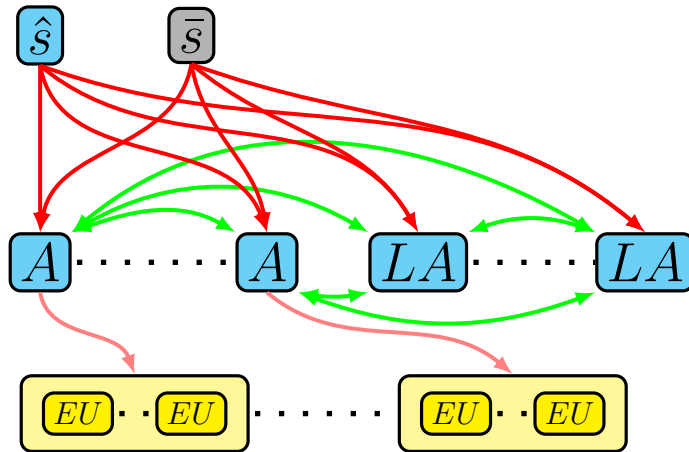 ŝ s̄
A . . . . . . . A LA . . . . . . LA
EU . . EU . . . . . . EU . . EU